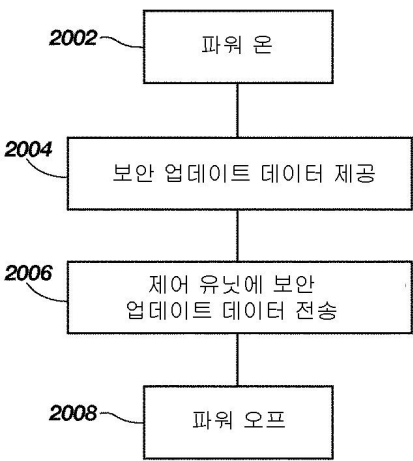 2002
파워 온
2004
보안 업데이트 데이터 제공
2006
제어 유닛에 보안
업데이트 데이터 전송
2008
파워 오프